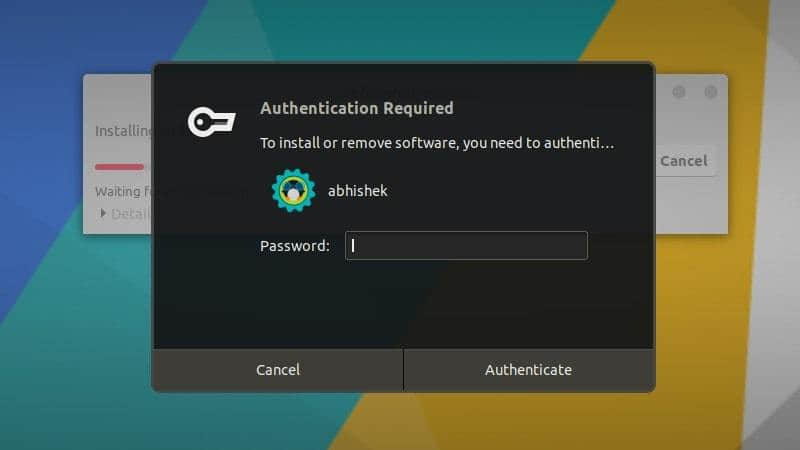 Authentication Required
To install or remove software, you need to authenti…
abhishek
Password:
Cancel
Authenticate
Installing
Waiting fo
Detail
Cancel